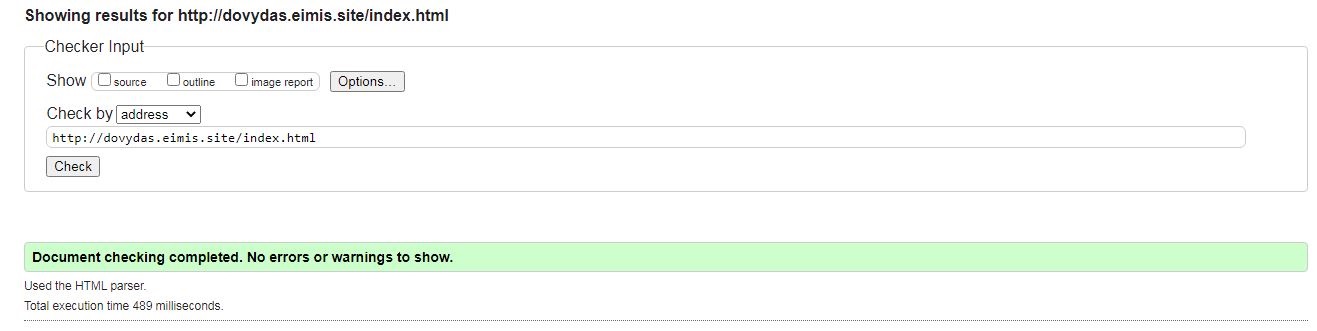 Showing results for http://dovydas.eimis.site/index.html
Checker Input
Show source outline image report Options...
Check by address
http://dovydas.eimis.site/index.html
Check
Document checking completed. No errors or warnings to show.
Used the HTML parser.
Total execution time 489 milliseconds.